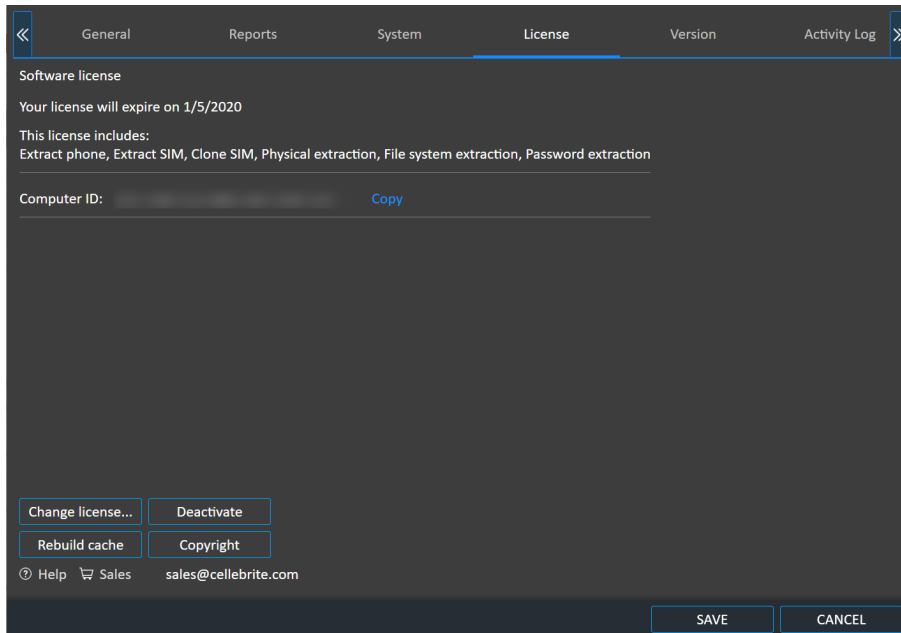 « General Reports System License Version Activity Log »
Software license
Your license will expire on 1/5/2020
This license includes:
Extract phone, Extract SIM, Clone SIM, Physical extraction, File system extraction, Password extraction
Computer ID: Copy
Change license... Deactivate
Rebuild cache Copyright
? Help Sales sales@cellebrite.com
SAVE CANCEL